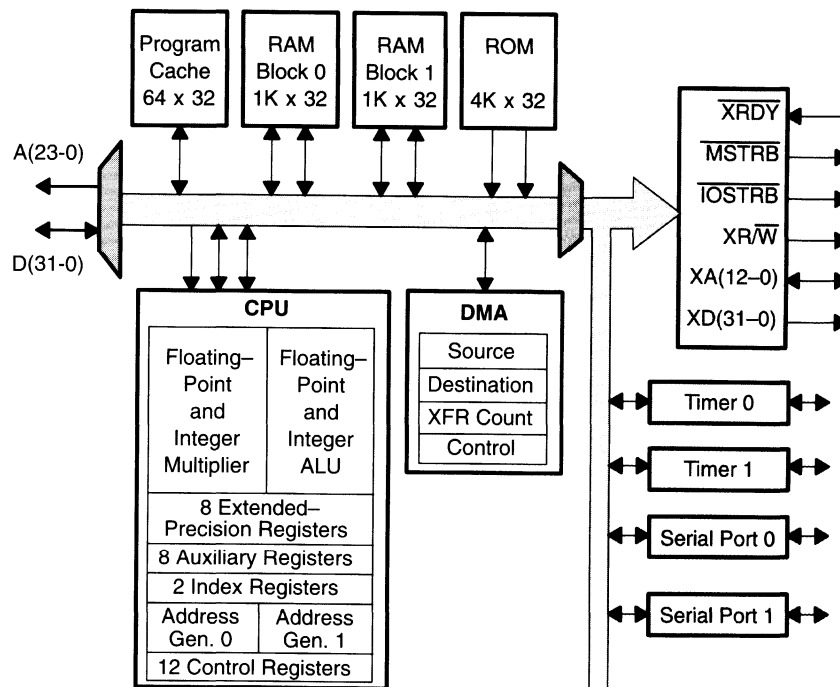 Program
Cache
64 x 32
RAM
Block 0
1K x 32
RAM
Block 1
1K x 32
ROM
4K x 32
A(23-0)
D(31-0)
X̅R̅D̅Y̅
M̅S̅T̅R̅B̅
I̅O̅S̅T̅R̅B̅
XR/W̅
XA(12–0)
XD(31–0)
CPU
Floating–
Point
and
Integer
Multiplier
Floating–
Point
and
Integer
ALU
8 Extended–
Precision Registers
8 Auxiliary Registers
2 Index Registers
Address
Gen. 0
Address
Gen. 1
12 Control Registers
DMA
Source
Destination
XFR Count
Control
Timer 0
Timer 1
Serial Port 0
Serial Port 1